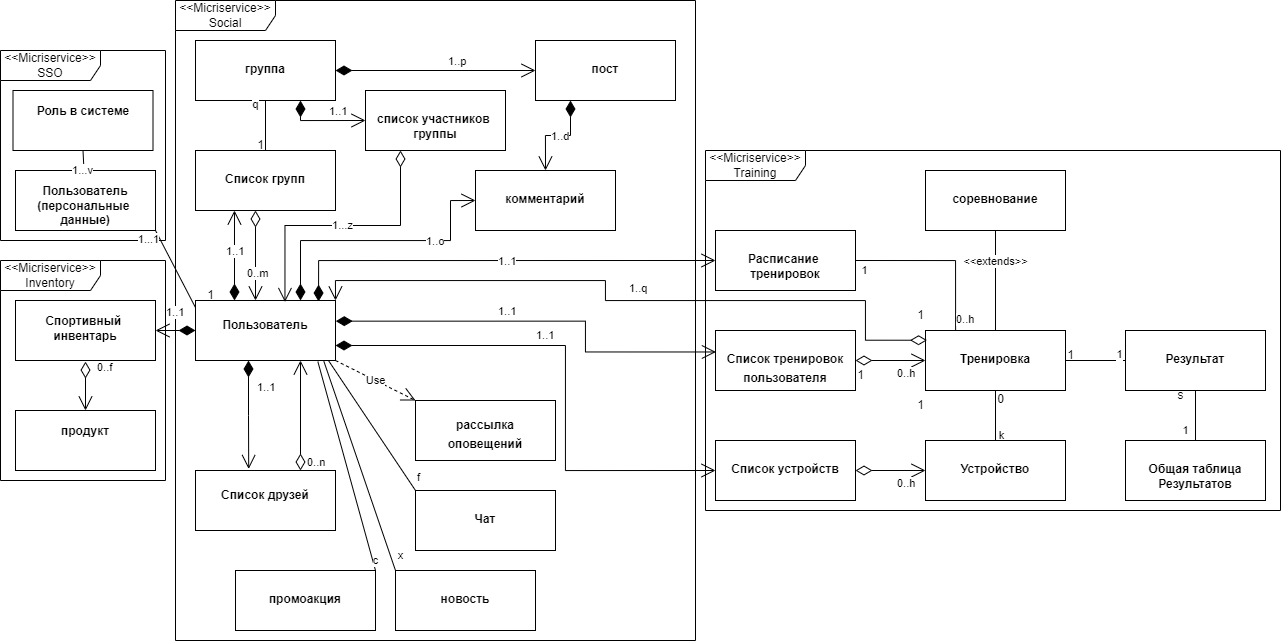 <<Micriservice>>
Social
<<Micriservice>>
SSO
Роль в системе
1...v
Пользователь
(персональные
данные)
1...1
<<Micriservice>>
Inventory
Спортивный
инвентарь
1..1
0..f
продукт
группа
1..p
пост
q
1..1
список участников
группы
1..d
1
Список групп
комментарий
1...z
1..o
1..1
0..m
1
Пользователь
1..1
1..q
1..1
1..1
1..1
Use
рассылка
оповещений
0..n
Список друзей
f
Чат
c
x
промоакция
новость
<<Micriservice>>
Training
соревнование
<<extends>>
Расписание
тренировок
1
0..h
1
Список тренировок
пользователя
1
0..h
Тренировка
1
1
Результат
1
0
k
s
1
Список устройств
0..h
Устройство
Общая таблица
Результатов